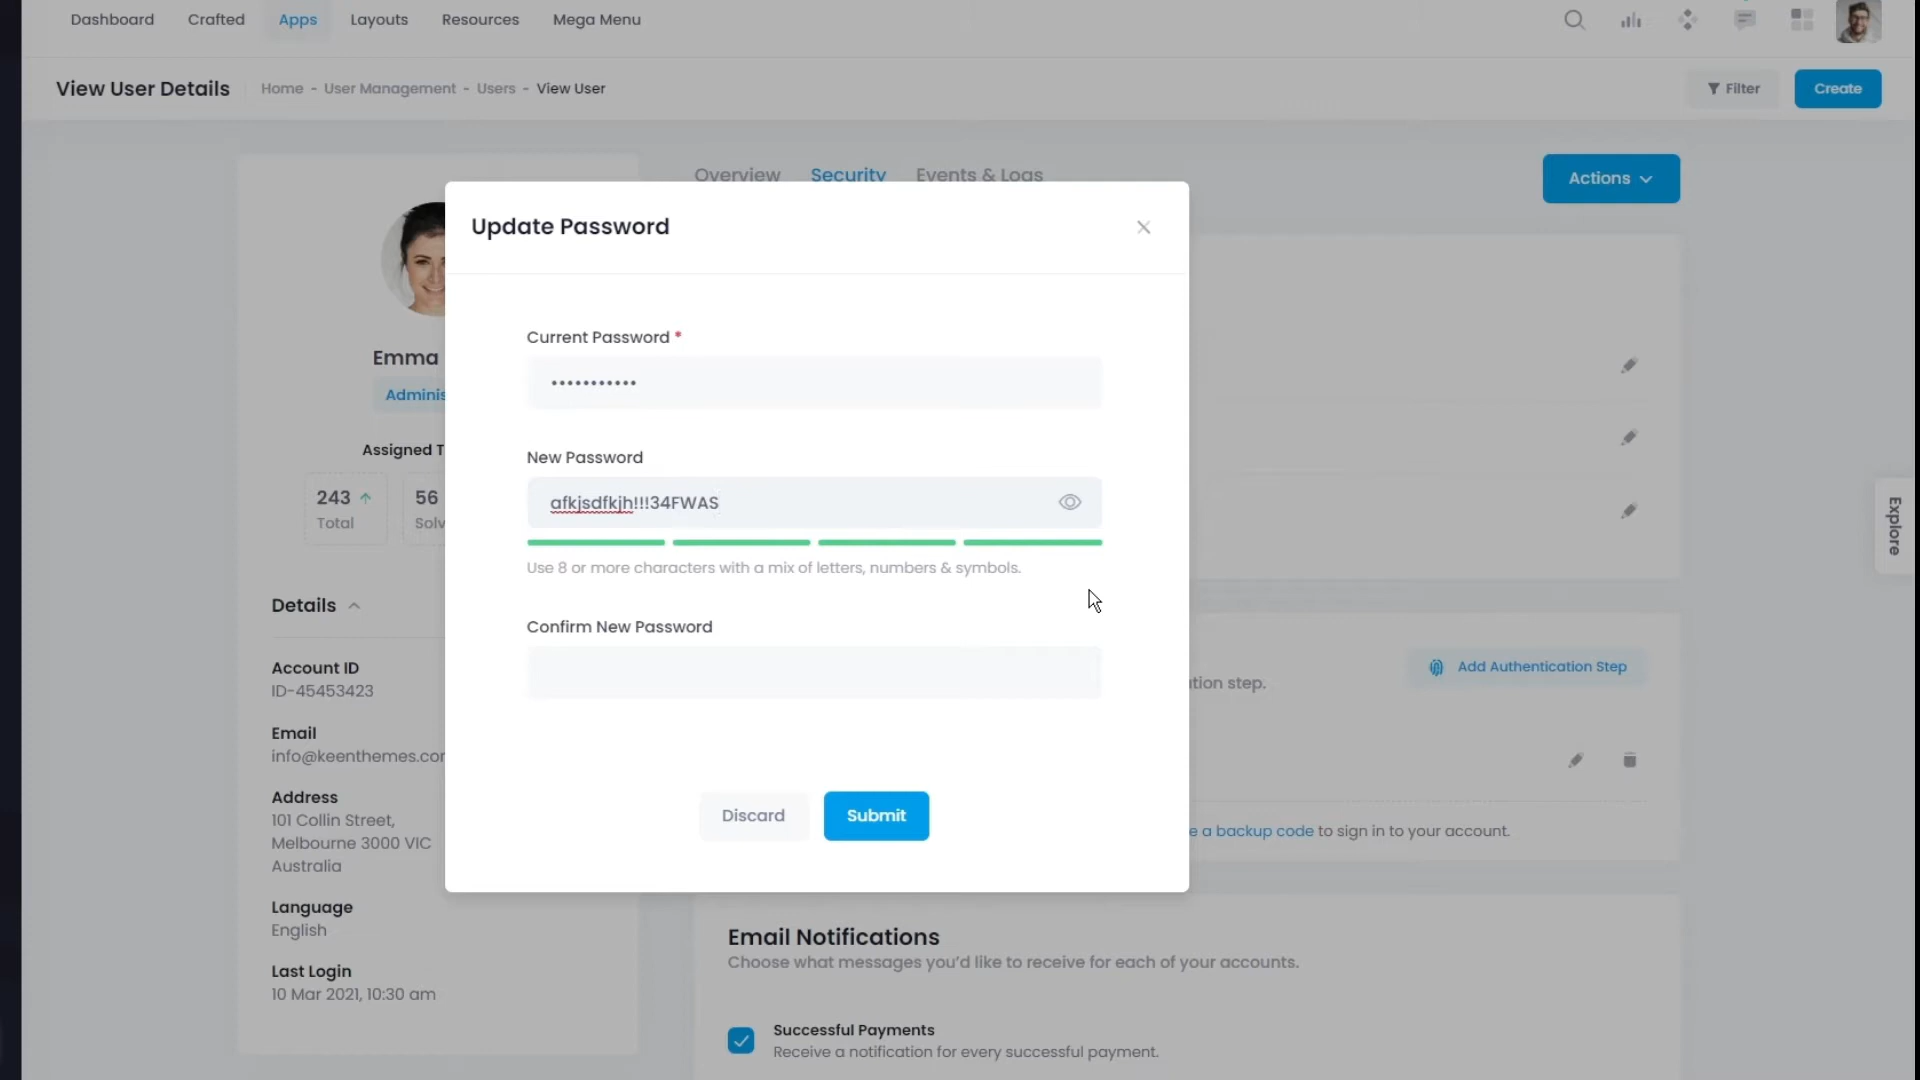 Dashboard Crafted Apps Layouts Resources Mega Menu
View User Details Home - User Management - Users - View User Filter Create
Overview Security Events & Logs Actions
Update Password
Current Password *
•••••••••••
New Password
afkjsdfkjh!!!34FWAS
Use 8 or more characters with a mix of letters, numbers & symbols.
Confirm New Password
Discard Submit
Emma
Adminis
Assigned T
243 56
Total Solv
Details
Account ID
ID-45453423
Email
info@keenthemes.cor
Address
101 Collin Street,
Melbourne 3000 VIC
Australia
Language
English
Last Login
10 Mar 2021, 10:30 am
Explore
Add Authentication Step
tion step.
e a backup code to sign in to your account.
Email Notifications
Choose what messages you'd like to receive for each of your accounts.
Successful Payments
Receive a notification for every successful payment.